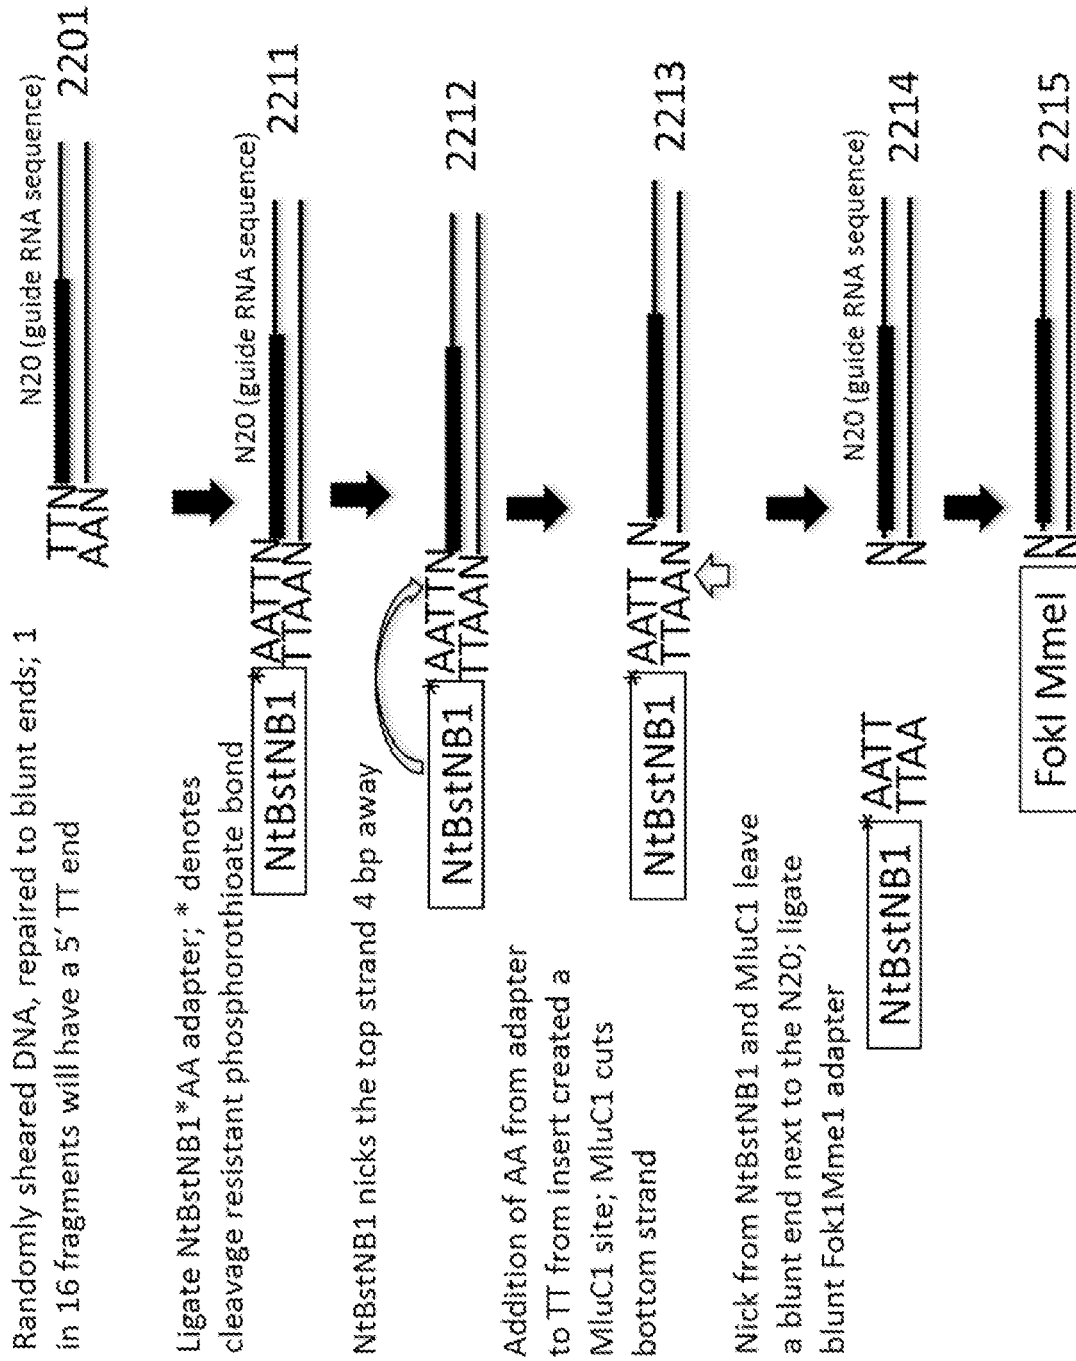 Randomly sheared DNA, repaired to blunt ends; 1
in 16 fragments will have a 5′ TT end
N20 (guide RNA sequence)
TTN
AAN
2201
Ligate NtBstNB1*AA adapter; * denotes
cleavage resistant phosphorothioate bond
N20 (guide RNA sequence)
NtBstNB1
* AATTN
TTAAN
2211
NtBstNB1 nicks the top strand 4 bp away
NtBstNB1
* AATTN
TTAAN
2212
Addition of AA from adapter
to TT from insert created a
MluC1 site; MluC1 cuts
bottom strand
NtBstNB1
* AATT N
TTAAN
2213
Nick from NtBSTNB1 and MluC1 leave
a blunt end next to the N20; ligate
blunt Fok1Mme1 adapter
N20 (guide RNA sequence)
NtBstNB1
* AATT
TTAA
N
N
2214
FokI MmeI
N
N
2215